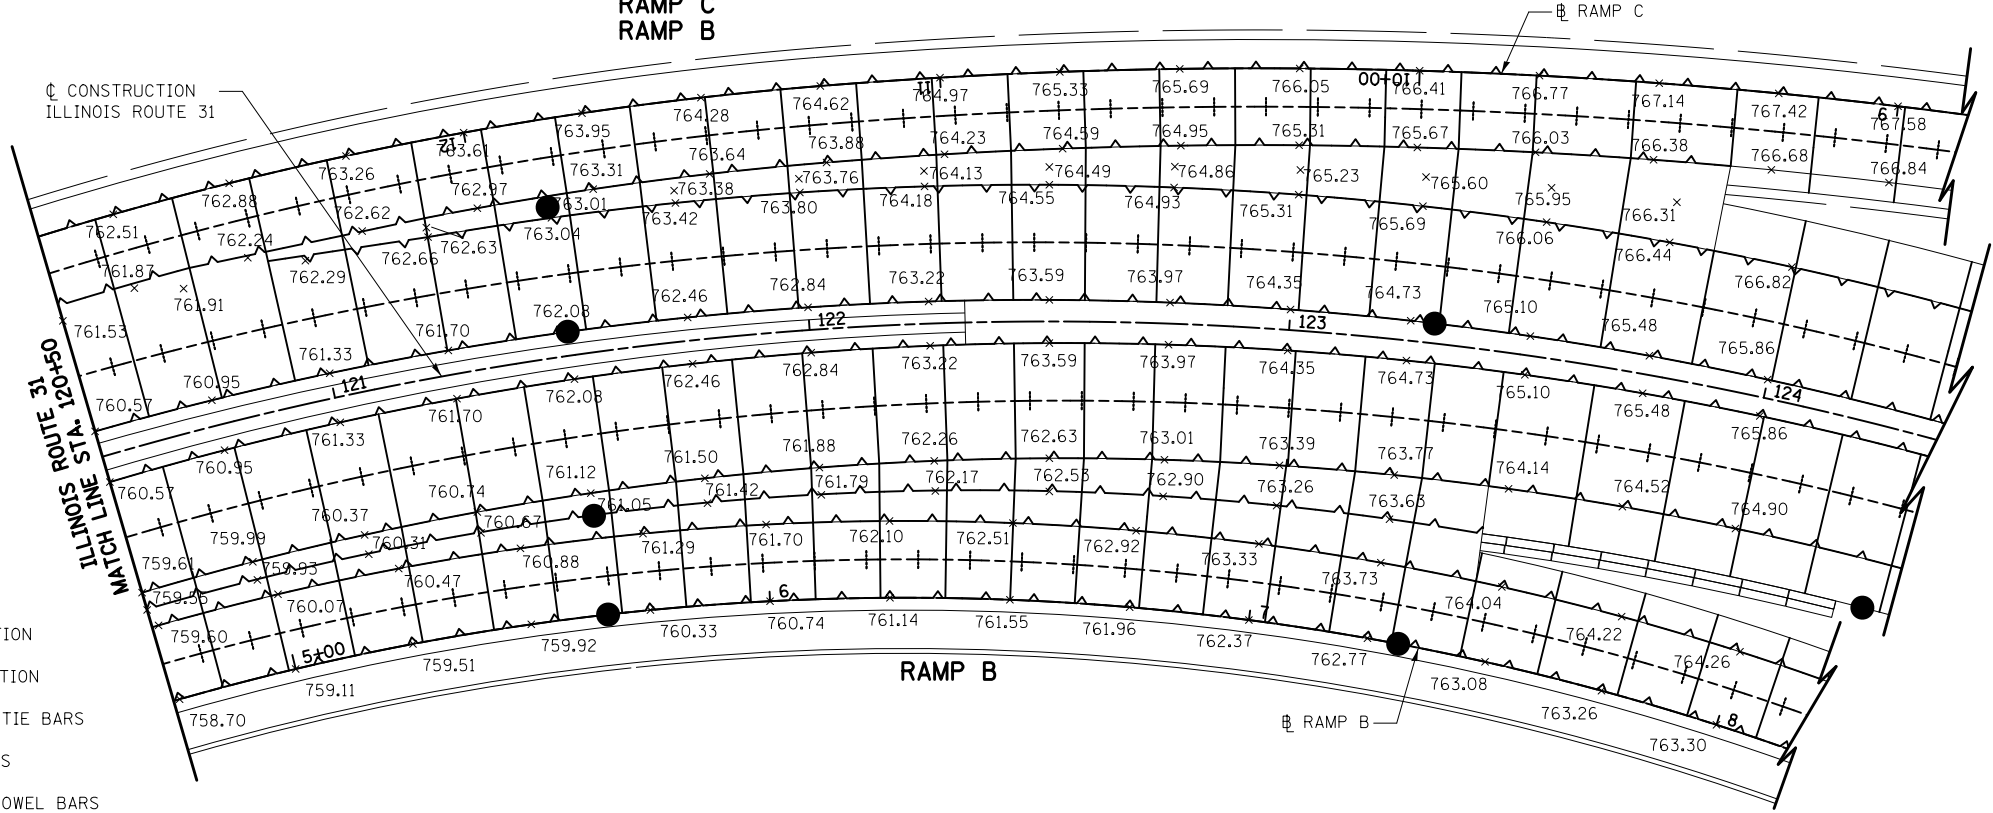 RAMP C
RAMP B
℄ CONSTRUCTION
ILLINOIS ROUTE 31
ILLINOIS ROUTE 31
MATCH LINE STA. 120+50
RAMP C
762.51 762.88 763.26 763.61 763.95 764.28 764.62 764.97 765.33 765.69 766.05 766.41 766.77 767.14 767.42 767.58
12 11 10+00 9
761.87 762.24 762.62 762.97 763.31 763.64 763.88 764.23 764.59 764.95 765.31 765.67 766.03 766.38 766.68 766.84
761.53 761.91 762.29 762.63 763.01 763.38 763.76 764.13 764.49 764.86 765.23 765.60 765.95 766.31
762.66 763.04 763.42 763.80 764.18 764.55 764.93 765.31 765.69 766.06 766.44 766.82
760.57 760.95 761.33 761.70 762.08 762.46 762.84 763.22 763.59 763.97 764.35 764.73 765.10 765.48 765.86
121 122 123 124
760.57 760.95 761.33 761.70 762.08 762.46 762.84 763.22 763.59 763.97 764.35 764.73 765.10 765.48 765.86
759.61 759.99 760.37 760.74 761.12 761.50 761.88 762.26 762.63 763.01 763.39 763.77 764.14 764.52 764.90
759.56 759.93 760.31 760.67 761.05 761.42 761.79 762.17 762.53 762.90 763.26 763.63
759.60 760.07 760.47 760.88 761.29 761.70 762.10 762.51 762.92 763.33 763.73 764.04 764.22 764.26
5+00 6 7 8
758.70 759.11 759.51 759.92 760.33 760.74 761.14 761.55 761.96 762.37 762.77 763.08 763.26 763.30
RAMP B
RAMP B
TION
TION
TIE BARS
S
OWEL BARS